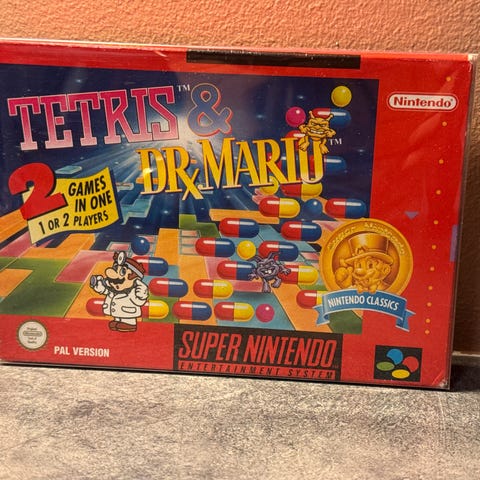 TETRIS™ &
Nintendo
DR. MARIO™
2 GAMES
IN ONE
1 OR 2 PLAYERS
NINTENDO CLASSICS
Nintendo
PAL VERSION
SUPER NINTENDO
ENTERTAINMENT SYSTEM